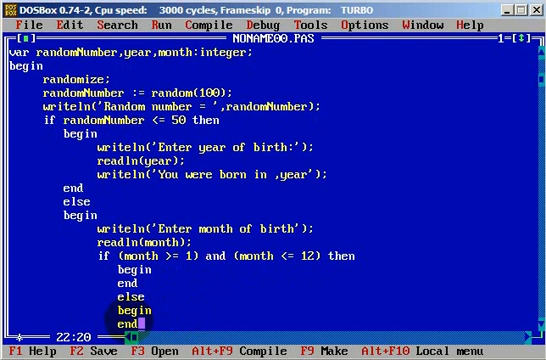 DOSBox 0.74-2, Cpu speed: 3000 cycles, Frameskip 0, Program: TURBO
File Edit Search Run Compile Debug Tools Options Window Help
NONAME00.PAS 1=[↕]
var randomNumber,year,month:integer;
begin
randomize;
randomNumber := random(100);
writeln('Random number = ',randomNumber);
if randomNumber <= 50 then
begin
writeln('Enter year of birth:');
readln(year);
writeln('You were born in ,year');
end
else
begin
writeln('Enter month of birth');
readln(month);
if (month >= 1) and (month <= 12) then
begin
end
else
begin
end
22:20
F1 Help F2 Save F3 Open Alt+F9 Compile F9 Make Alt+F10 Local menu